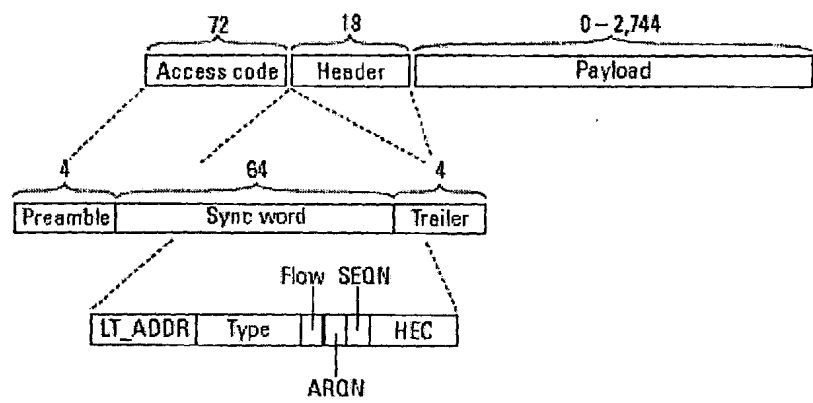 72 18 0–2,744
Access code Header Payload
4 64 4
Preamble Sync word Trailer
Flow SEQN
LT_ADDR Type HEC
ARQN